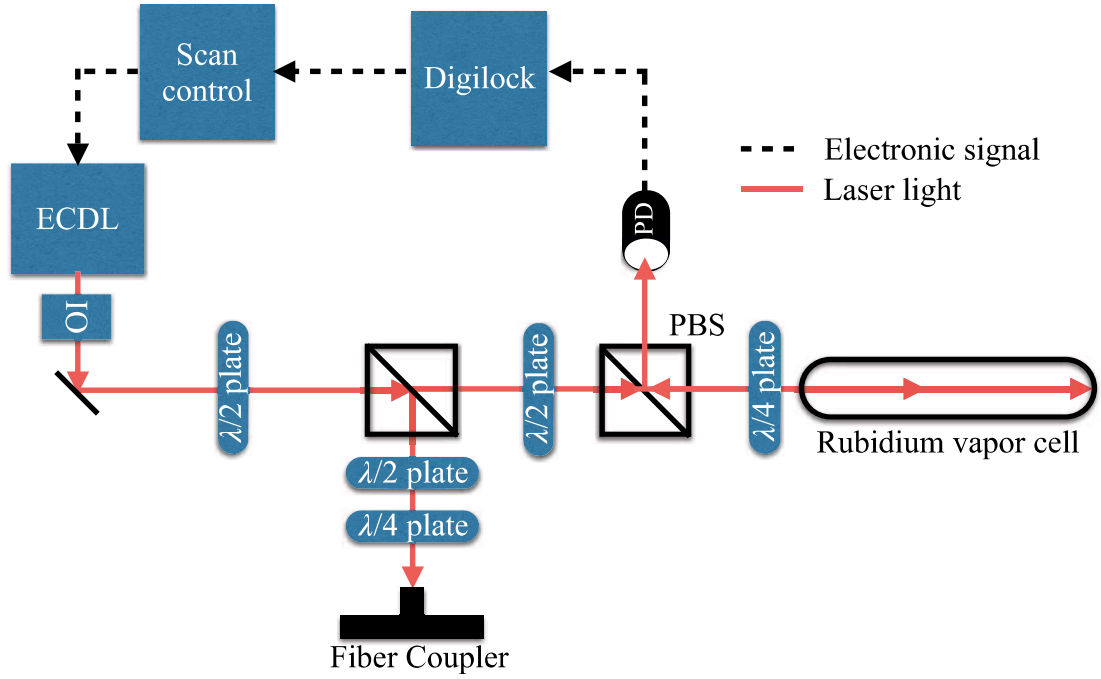 Scan
control
Digilock
Electronic signal
Laser light
ECDL
PD
OI
PBS
λ/2 plate
λ/2 plate
λ/4 plate
Rubidium vapor cell
λ/2 plate
λ/4 plate
Fiber Coupler